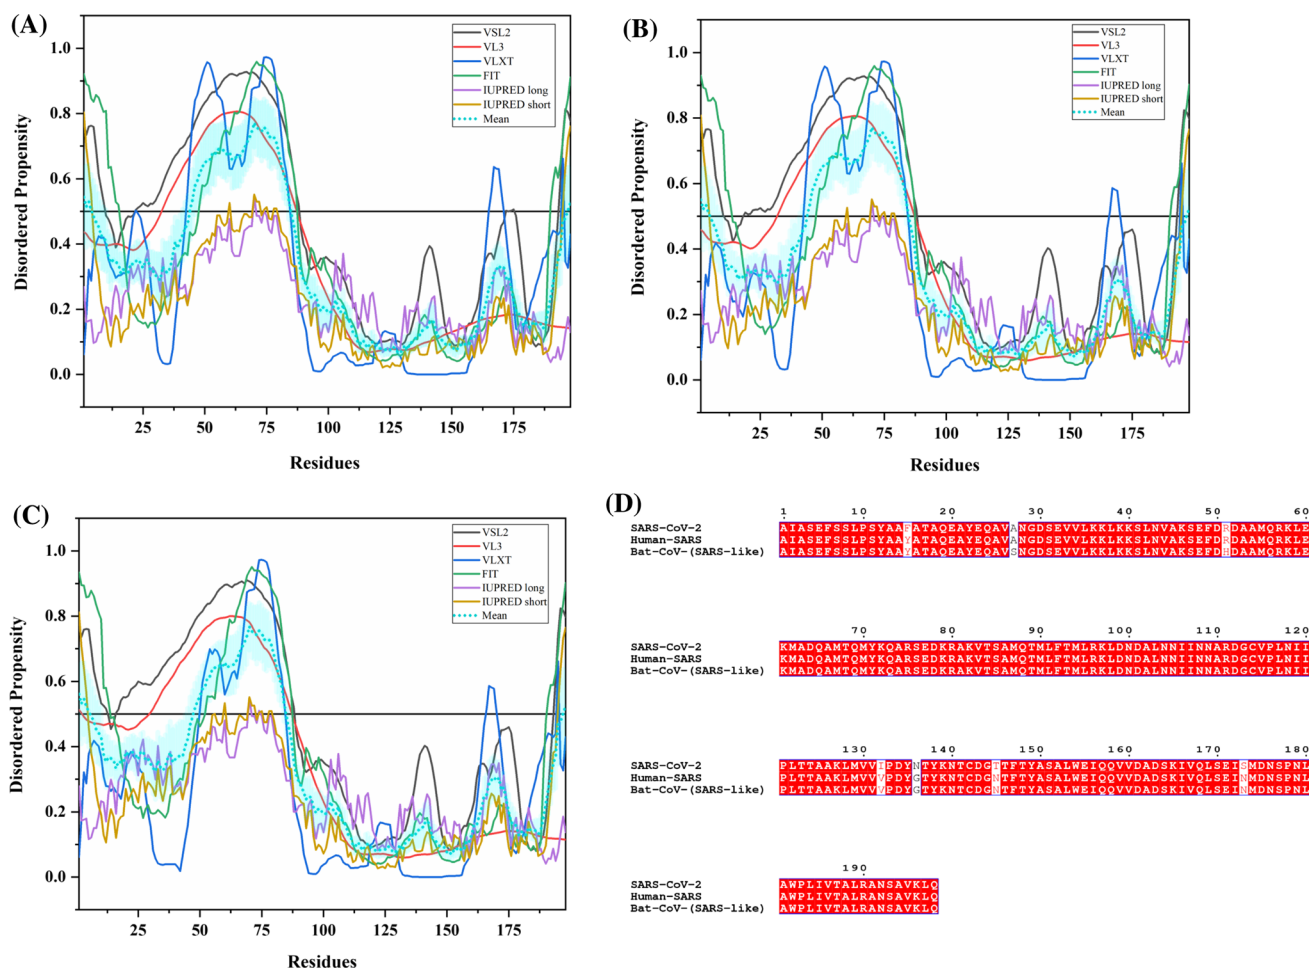 (A)
VSL2
VL3
VLXT
FIT
IUPRED long
IUPRED short
Mean
Disordered Propensity
1.0
0.8
0.6
0.4
0.2
0.0
25
50
75
100
125
150
175
Residues
(B)
VSL2
VL3
VLXT
FIT
IUPRED long
IUPRED short
Mean
Disordered Propensity
1.0
0.8
0.6
0.4
0.2
0.0
25
50
75
100
125
150
175
Residues
(C)
VSL2
VL3
VLXT
FIT
IUPRED long
IUPRED short
Mean
Disordered Propensity
1.0
0.8
0.6
0.4
0.2
0.0
25
50
75
100
125
150
175
Residues
(D)
1 10 20 30 40 50 60
SARS-CoV-2 AIASEFSSLPSYAAFATAQEAYEQAVANGDSEVVLKKLKKSLNVAKSEFDRDAAMQRKLE
Human-SARS AIASEFSSLPSYAAYATAQEAYEQAVANGDSEVVLKKLKKSLNVAKSEFDRDAAMQRKLE
Bat-CoV-(SARS-like) AIASEFSSLPSYAAYATAQEAYEQAVSNGDSEVVLKKLKKSLNVAKSEFDHDAAMQRKLE
70 80 90 100 110 120
SARS-CoV-2 KMADQAMTQMYKQARSEDKRAKVTSAMQTMLFTMLRKLDNDALNNIINNARDGCVPLNII
Human-SARS KMADQAMTQMYKQARSEDKRAKVTSAMQTMLFTMLRKLDNDALNNIINNARDGCVPLNII
Bat-CoV-(SARS-like) KMADQAMTQMYKQARSEDKRAKVTSAMQTMLFTMLRKLDNDALNNIINNARDGCVPLNII
130 140 150 160 170 180
SARS-CoV-2 PLTTAAKLMVVIPDYNTYKNTCDGTTFTYASALWEIQQVVDADSKIVQLSEISMDNSPNL
Human-SARS PLTTAAKLMVVVPDYGTYKNTCDGNTFTYASALWEIQQVVDADSKIVQLSEINMDNSPNL
Bat-CoV-(SARS-like) PLTTAAKLMVVVPDYGTYKNTCDGNTFTYASALWEIQQVVDADSKIVQLSEINMDNSPNL
190
SARS-CoV-2 AWPLIVTALRANSAVKLQ
Human-SARS AWPLIVTALRANSAVKLQ
Bat-CoV-(SARS-like) AWPLIVTALRANSAVKLQ